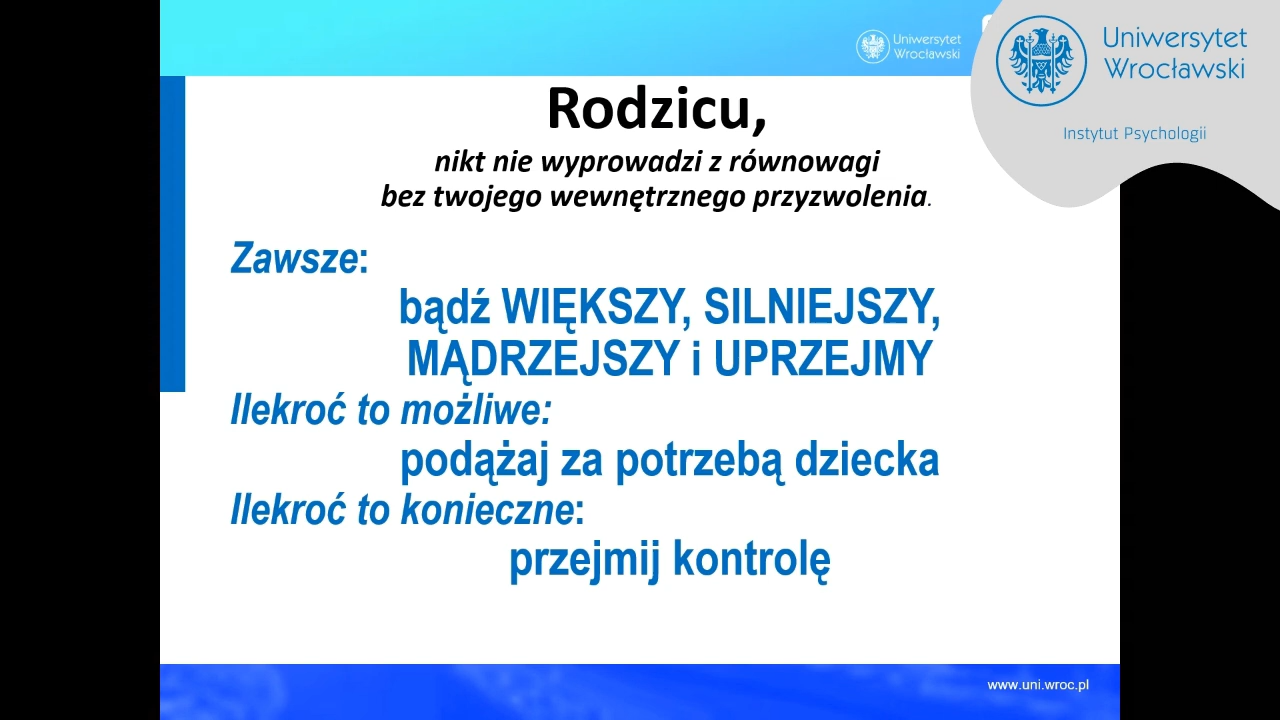 Uniwersytet
Wrocławski
Uniwersytet
Wrocławski
Instytut Psychologii
Rodzicu,
nikt nie wyprowadzi z równowagi
bez twojego wewnętrznego przyzwolenia.
Zawsze:
bądź WIĘKSZY, SILNIEJSZY,
MĄDRZEJSZY i UPRZEJMY
Ilekroć to możliwe:
podążaj za potrzebą dziecka
Ilekroć to konieczne:
przejmij kontrolę
www.uni.wroc.pl